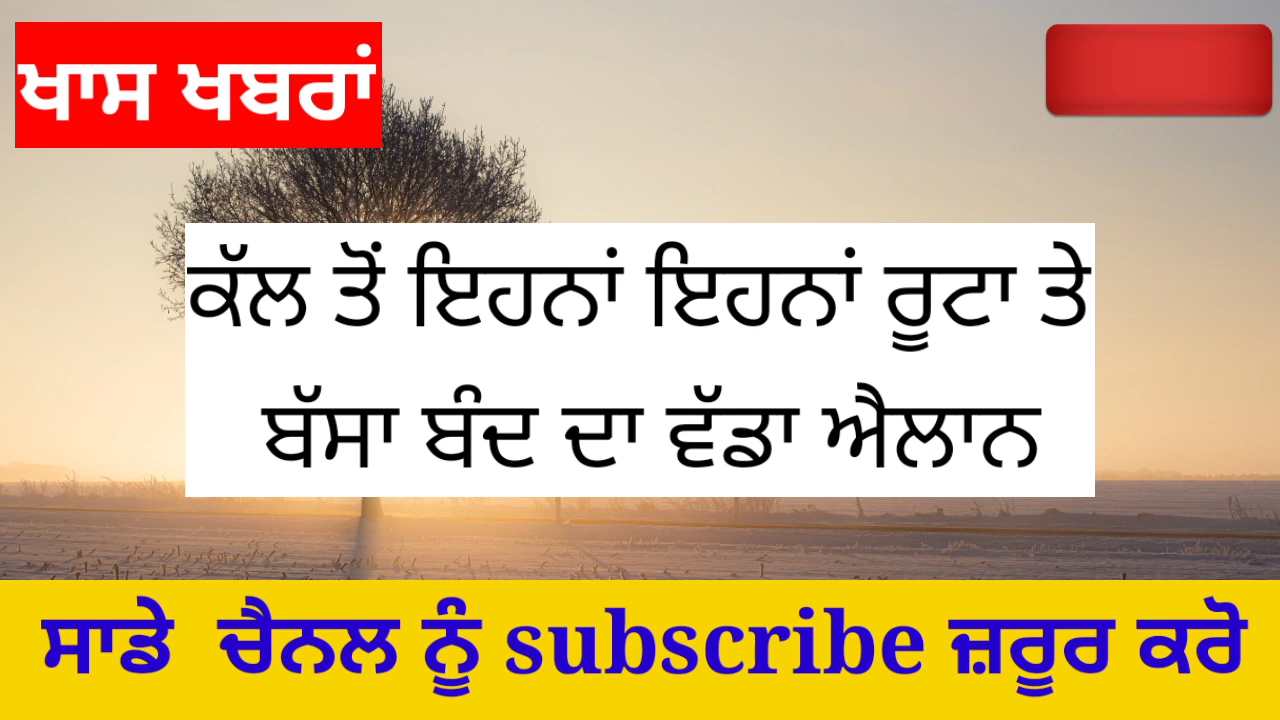 ਖਾਸ ਖਬਰਾਂ
ਕੱਲ ਤੋਂ ਇਹਨਾਂ ਇਹਨਾਂ ਰੂਟਾ ਤੇ
ਬੱਸਾ ਬੰਦ ਦਾ ਵੱਡਾ ਐਲਾਨ
ਸਾਡੇ ਚੈਨਲ ਨੂੰ subscribe ਜ਼ਰੂਰ ਕਰੋ